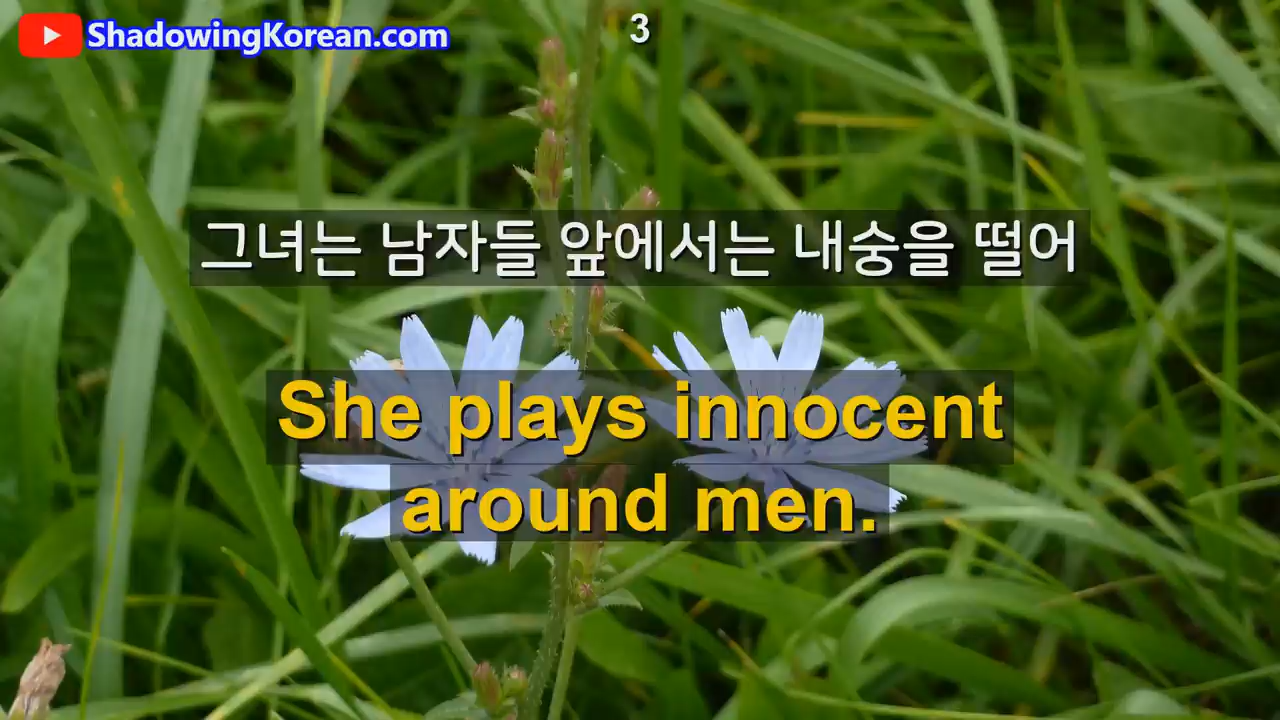 ShadowingKorean.com
3
그녀는 남자들 앞에서는 내숭을 떨어
She plays innocent
around men.